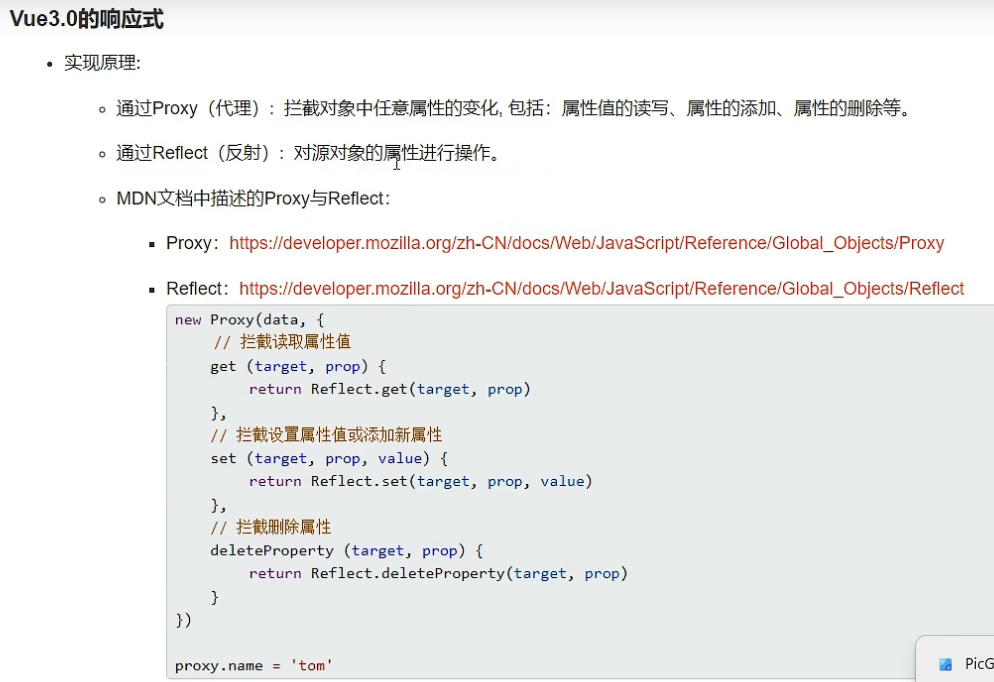 Vue3.0的响应式
实现原理:
通过Proxy（代理）: 拦截对象中任意属性的变化, 包括：属性值的读写、属性的添加、属性的删除等。
通过Reflect（反射）: 对源对象的属性进行操作。
MDN文档中描述的Proxy与Reflect：
Proxy：https://developer.mozilla.org/zh-CN/docs/Web/JavaScript/Reference/Global_Objects/Proxy
Reflect：https://developer.mozilla.org/zh-CN/docs/Web/JavaScript/Reference/Global_Objects/Reflect
new Proxy(data, {
// 拦截读取属性值
get (target, prop) {
return Reflect.get(target, prop)
},
// 拦截设置属性值或添加新属性
set (target, prop, value) {
return Reflect.set(target, prop, value)
},
// 拦截删除属性
deleteProperty (target, prop) {
return Reflect.deleteProperty(target, prop)
}
})
proxy.name = 'tom'
PicG